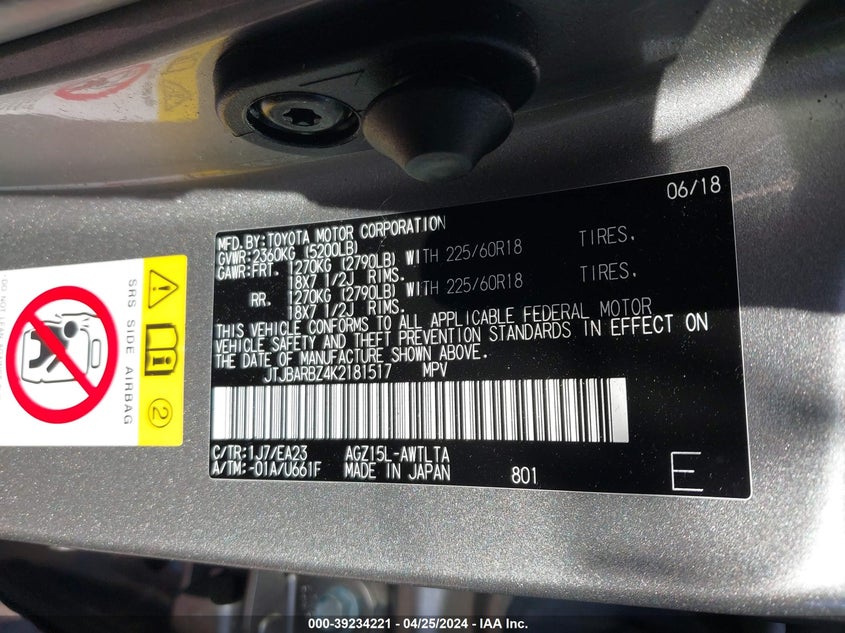 06/18
MFD.BY:TOYOTA MOTOR CORPORATION
GVWR:2360KG (5200LB)
GAWR:FRT. 1270KG (2790LB) WITH 225/60R18 TIRES,
18X7 1/2J RIMS.
RR. 1270KG (2790LB) WITH 225/60R18 TIRES,
18X7 1/2J RIMS.
THIS VEHICLE CONFORMS TO ALL APPLICABLE FEDERAL MOTOR
VEHICLE SAFETY AND THEFT PREVENTION STANDARDS IN EFFECT ON
THE DATE OF MANUFACTURE SHOWN ABOVE.
JTJBARBZ4K2181517 MPV
C/TR:1J7/EA23 AGZ15L-AWTLTA
A/TM:-01A/U661F MADE IN JAPAN 801 E
SRS SIDE AIRBAG
2
000-39234221 - 04/25/2024 - IAA Inc.